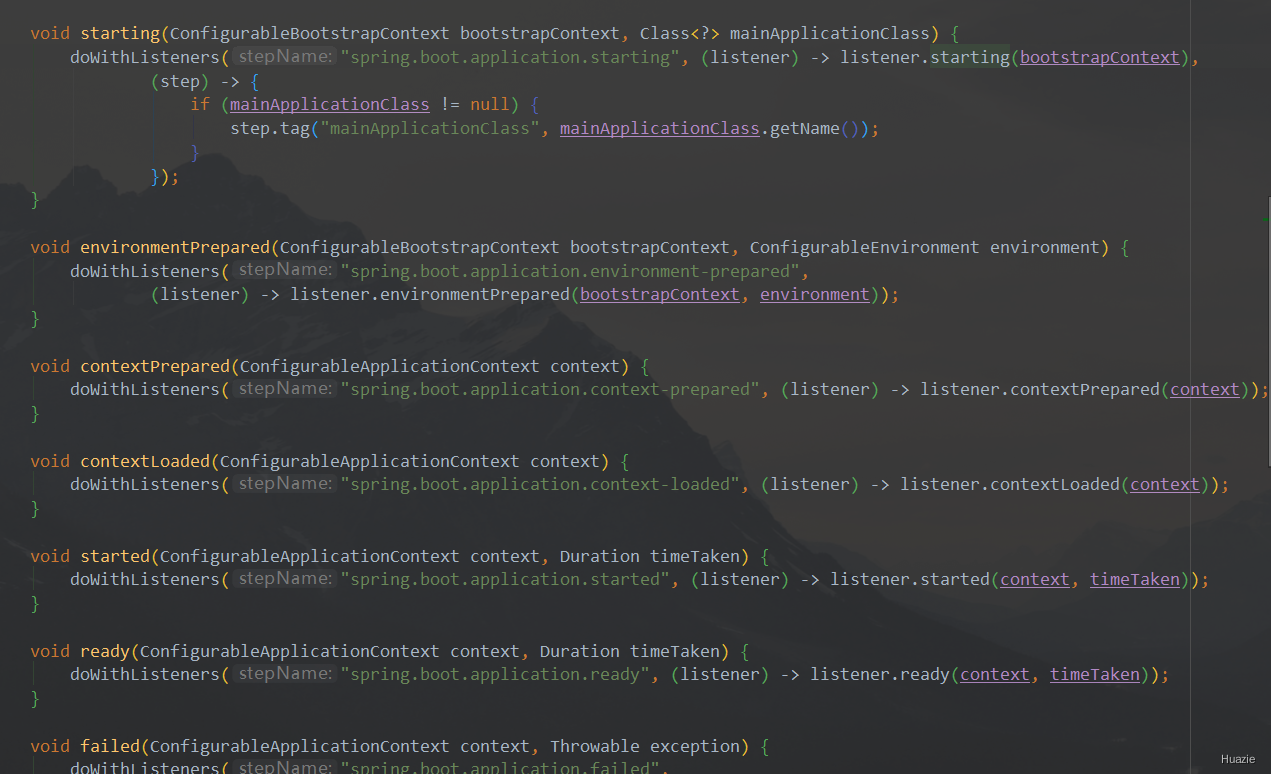 void starting(ConfigurableBootstrapContext bootstrapContext, Class<?> mainApplicationClass) {
    doWithListeners( stepName: "spring.boot.application.starting", (listener) -> listener.starting(bootstrapContext),
            (step) -> {
                if (mainApplicationClass != null) {
                    step.tag("mainApplicationClass", mainApplicationClass.getName());
                }
            });
}

void environmentPrepared(ConfigurableBootstrapContext bootstrapContext, ConfigurableEnvironment environment) {
    doWithListeners( stepName: "spring.boot.application.environment-prepared",
            (listener) -> listener.environmentPrepared(bootstrapContext, environment));
}

void contextPrepared(ConfigurableApplicationContext context) {
    doWithListeners( stepName: "spring.boot.application.context-prepared", (listener) -> listener.contextPrepared(context));
}

void contextLoaded(ConfigurableApplicationContext context) {
    doWithListeners( stepName: "spring.boot.application.context-loaded", (listener) -> listener.contextLoaded(context));
}

void started(ConfigurableApplicationContext context, Duration timeTaken) {
    doWithListeners( stepName: "spring.boot.application.started", (listener) -> listener.started(context, timeTaken));
}

void ready(ConfigurableApplicationContext context, Duration timeTaken) {
    doWithListeners( stepName: "spring.boot.application.ready", (listener) -> listener.ready(context, timeTaken));
}

void failed(ConfigurableApplicationContext context, Throwable exception) {
    doWithListeners( stepName: "spring.boot.application.failed",
Huazie